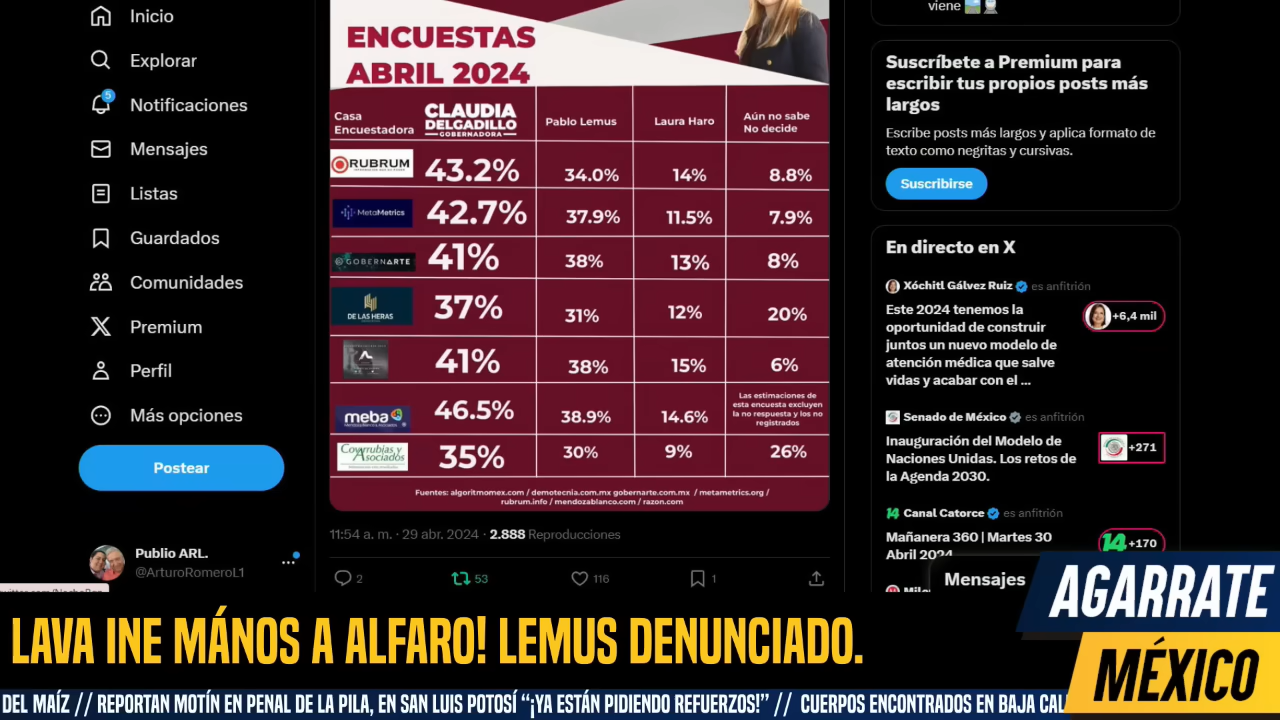 Inicio
Explorar
5
Notificaciones
Mensajes
Listas
Guardados
Comunidades
Premium
Perfil
Más opciones
Postear
Publio ARL.
@ArturoRomeroL1
ENCUESTAS
ABRIL 2024
Casa
Encuestadora
CLAUDIA
DELGADILLO
GOBERNADORA
Pablo Lemus
Laura Haro
Aún no sabe
No decide
RUBRUM
43.2%
34.0%
14%
8.8%
MetaMetrics
42.7%
37.9%
11.5%
7.9%
GOBERNARTE
41%
38%
13%
8%
DE LAS HERAS
37%
31%
12%
20%
41%
38%
15%
6%
meba
46.5%
38.9%
14.6%
Las estimaciones de
esta encuesta excluyen
la no respuesta y los no
registrados
Covarrubias y
Asociados
35%
30%
9%
26%
Fuentes: algoritmomex.com / demotecnia.com.mx gobernarte.com.mx / metametrics.org /
rubrum.info / mendozablanco.com / razon.com
11:54 a. m. · 29 abr. 2024 · 2.888 Reproducciones
2
53
116
1
viene
Suscríbete a Premium para
escribir tus propios posts más
largos
Escribe posts más largos y aplica formato de
texto como negritas y cursivas.
Suscribirse
En directo en X
Xóchitl Gálvez Ruiz es anfitrión
Este 2024 tenemos la
oportunidad de construir
juntos un nuevo modelo de
atención médica que salve
vidas y acabar con el ...
+6,4 mil
Senado de México es anfitrión
Inauguración del Modelo de
Naciones Unidas. Los retos de
la Agenda 2030.
+271
14 Canal Catorce es anfitrión
Mañanera 360 | Martes 30
Abril 2024
14 +170
Mensajes
AGARRATE
MÉXICO
LAVA INE MÁNOS A ALFARO! LEMUS DENUNCIADO.
DEL MAÍZ // REPORTAN MOTÍN EN PENAL DE LA PILA, EN SAN LUIS POTOSÍ “¡YA ESTÁN PIDIENDO REFUERZOS!” // CUERPOS ENCONTRADOS EN BAJA CAL